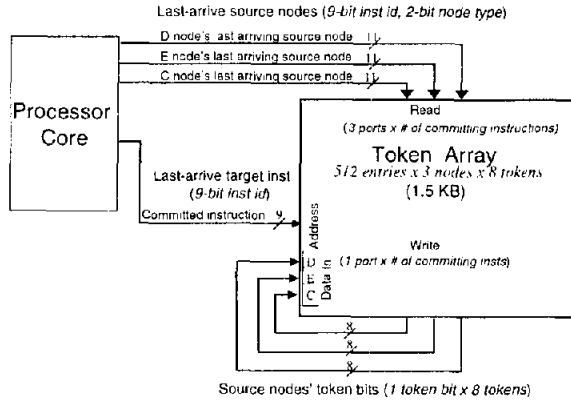 Last-arrive source nodes (9-bit inst id, 2-bit node type)
D node's last arriving source node 11
E node's last arriving source node 11
C node's last arriving source node 11
Processor
Core
Read
(3 ports x # of committing instructions)
Token Array
512 entries x 3 nodes x 8 tokens
(1.5 KB)
Last-arrive target inst
(9-bit inst id)
Committed instruction 9
Address
Write
(1 port x # of committing insts)
D
E
C
Data In
8
8
8
Source nodes' token bits (1 token bit x 8 tokens)